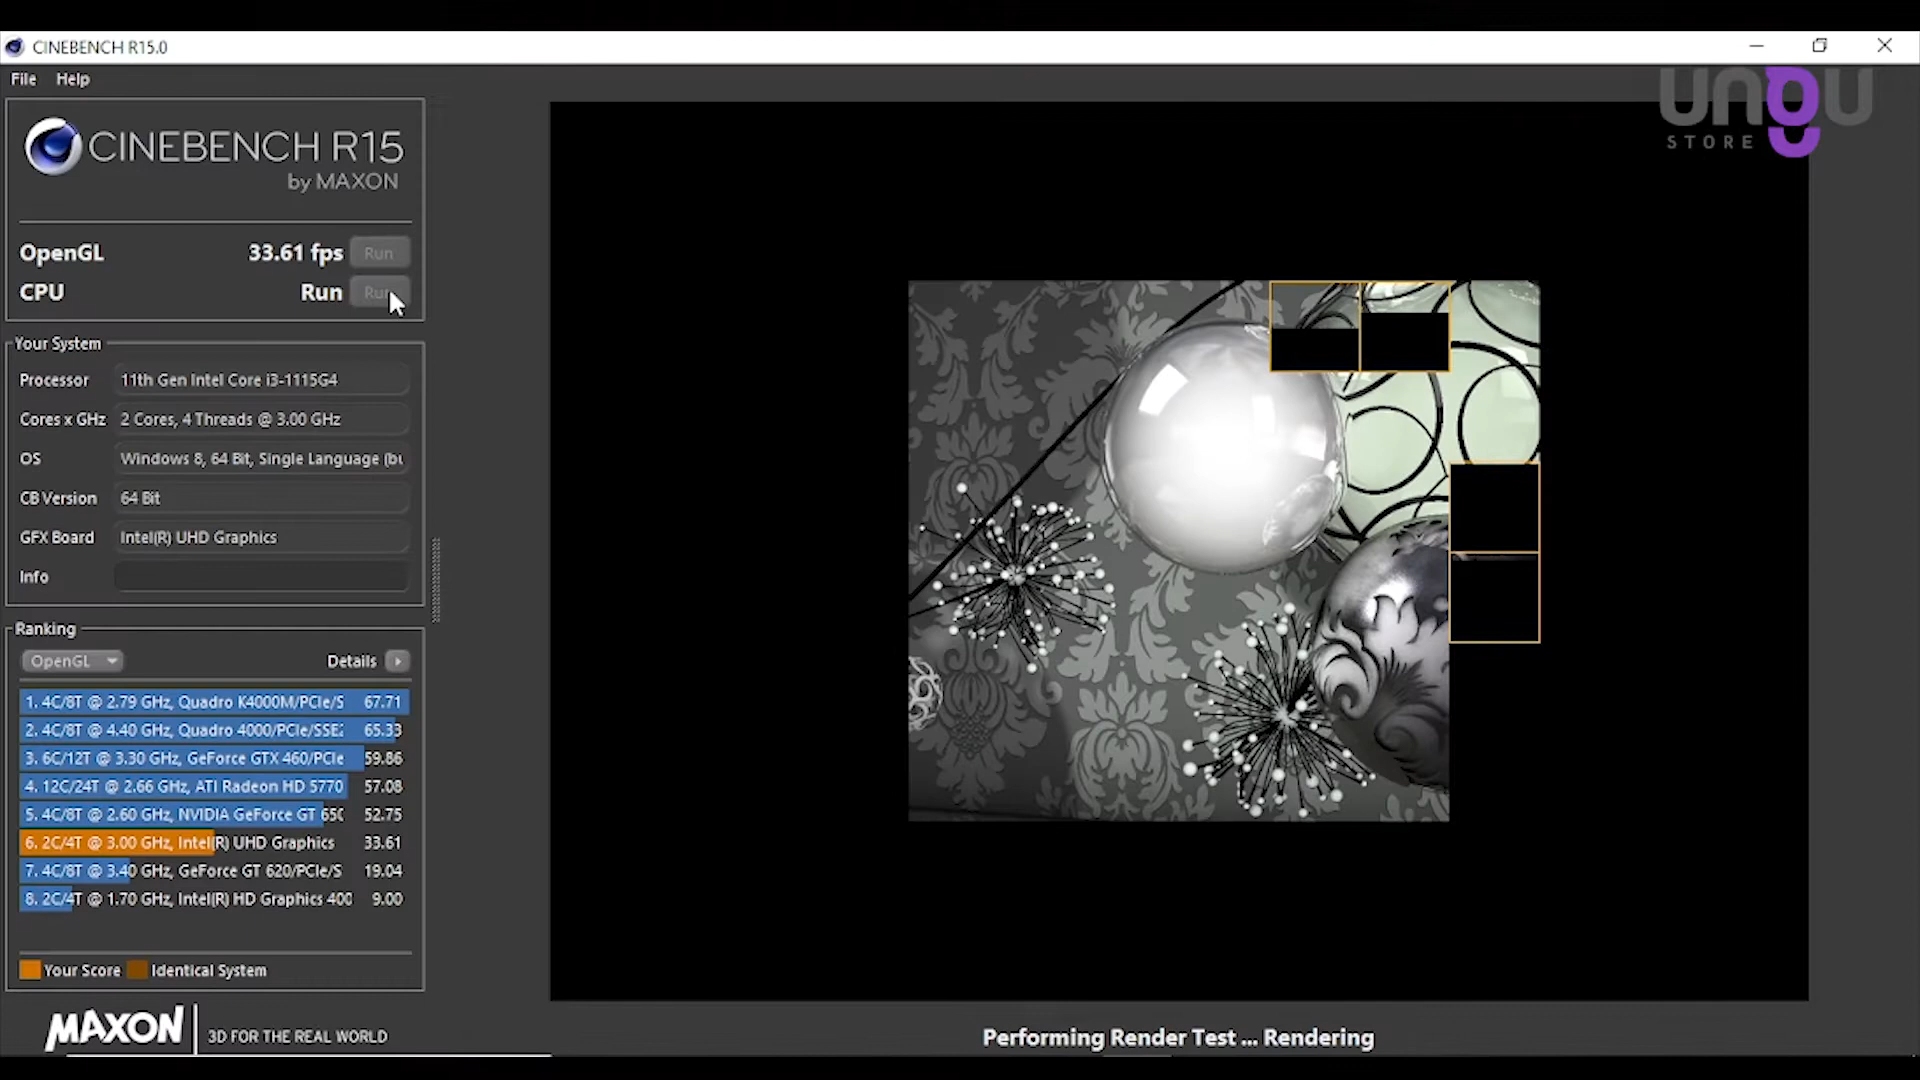 CINEBENCH R15.0
File Help
ungu
STORE
CINEBENCH R15
by MAXON
OpenGL 33.61 fps Run
CPU Run Run
Your System
Processor 11th Gen Intel Core i3-1115G4
Cores x GHz 2 Cores, 4 Threads @ 3.00 GHz
OS Windows 8, 64 Bit, Single Language (bu
CB Version 64 Bit
GFX Board Intel(R) UHD Graphics
Info
Ranking
OpenGL Details
1. 4C/8T @ 2.79 GHz, Quadro K4000M/PCIe/S 67.71
2. 4C/8T @ 4.40 GHz, Quadro 4000/PCIe/SSE2 65.33
3. 6C/12T @ 3.30 GHz, GeForce GTX 460/PCIe 59.86
4. 12C/24T @ 2.66 GHz, ATI Radeon HD 5770 57.08
5. 4C/8T @ 2.60 GHz, NVIDIA GeForce GT 650 52.75
6. 2C/4T @ 3.00 GHz, Intel(R) UHD Graphics 33.61
7. 4C/8T @ 3.40 GHz, GeForce GT 620/PCIe/S 19.04
8. 2C/4T @ 1.70 GHz, Intel(R) HD Graphics 400 9.00
Your Score Identical System
MAXON 3D FOR THE REAL WORLD
Performing Render Test ... Rendering